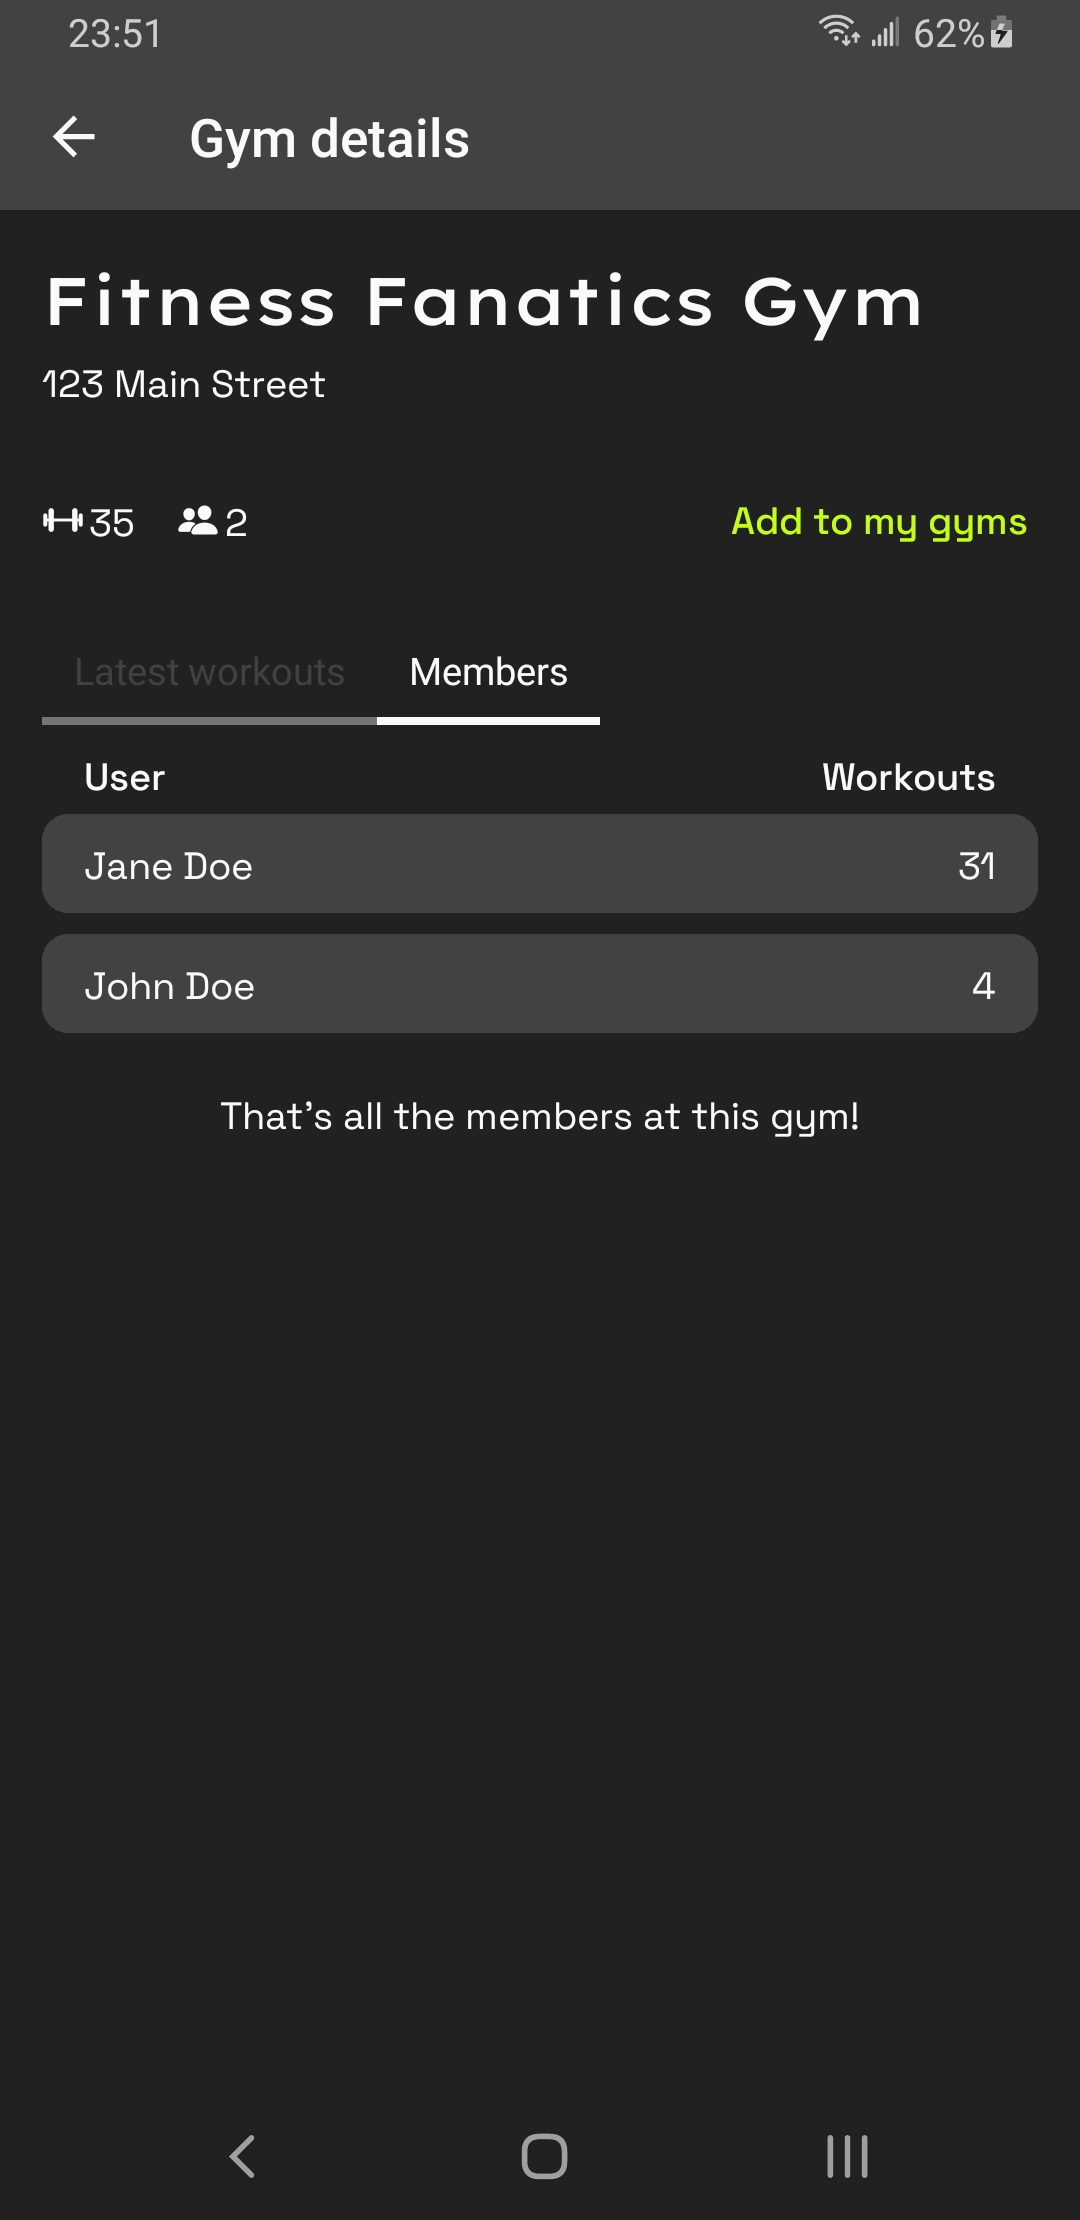 23:51 62%
Gym details
Fitness Fanatics Gym
123 Main Street
35 2 Add to my gyms
Latest workouts Members
User Workouts
Jane Doe 31
John Doe 4
That's all the members at this gym!